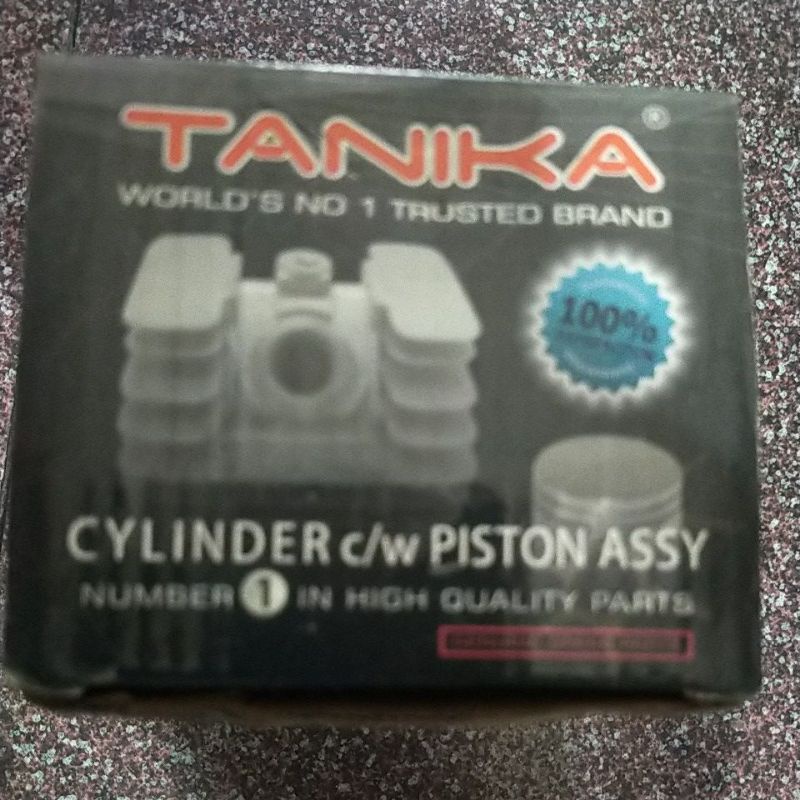 TANIKA®
WORLD'S NO 1 TRUSTED BRAND
100%
CYLINDER c/w PISTON ASSY
NUMBER 1 IN HIGH QUALITY PARTS